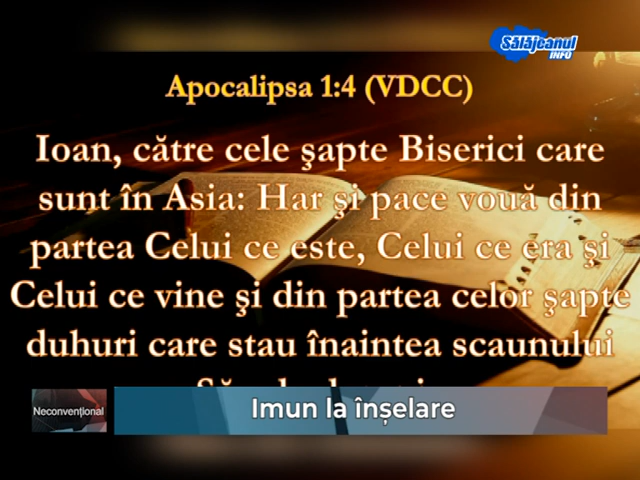 Sălăjeanul
INFO
Apocalipsa 1:4 (VDCC)
Ioan, către cele şapte Biserici care
sunt în Asia: Har şi pace vouă din
partea Celui ce este, Celui ce era şi
Celui ce vine şi din partea celor şapte
duhuri care stau înaintea scaunului
Neconvențional
Imun la înșelare